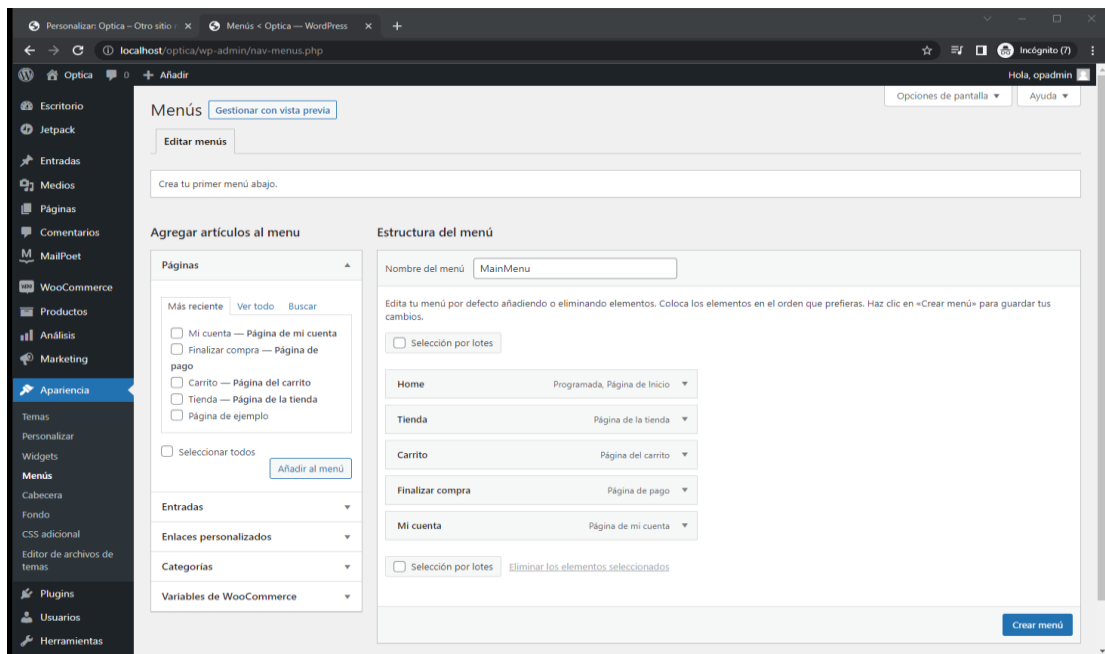 Personalizar: Optica – Otro sitio
Menús < Optica — WordPress
localhost/optica/wp-admin/nav-menus.php
Incógnito (7)
Optica
0
Añadir
Hola, opadmin
Escritorio
Jetpack
Entradas
Medios
Páginas
Comentarios
MailPoet
WooCommerce
Productos
Análisis
Marketing
Apariencia
Temas
Personalizar
Widgets
Menús
Cabecera
Fondo
CSS adicional
Editor de archivos de
temas
Plugins
Usuarios
Herramientas
Opciones de pantalla
Ayuda
Menús
Gestionar con vista previa
Editar menús
Crea tu primer menú abajo.
Agregar artículos al menu
Páginas
Más reciente Ver todo Buscar
Mi cuenta — Página de mi cuenta
Finalizar compra — Página de
pago
Carrito — Página del carrito
Tienda — Página de la tienda
Página de ejemplo
Seleccionar todos
Añadir al menú
Entradas
Enlaces personalizados
Categorías
Variables de WooCommerce
Estructura del menú
Nombre del menú MainMenu
Edita tu menú por defecto añadiendo o eliminando elementos. Coloca los elementos en el orden que prefieras. Haz clic en «Crear menú» para guardar tus
cambios.
Selección por lotes
Home Programada, Página de Inicio
Tienda Página de la tienda
Carrito Página del carrito
Finalizar compra Página de pago
Mi cuenta Página de mi cuenta
Selección por lotes Eliminar los elementos seleccionados
Crear menú